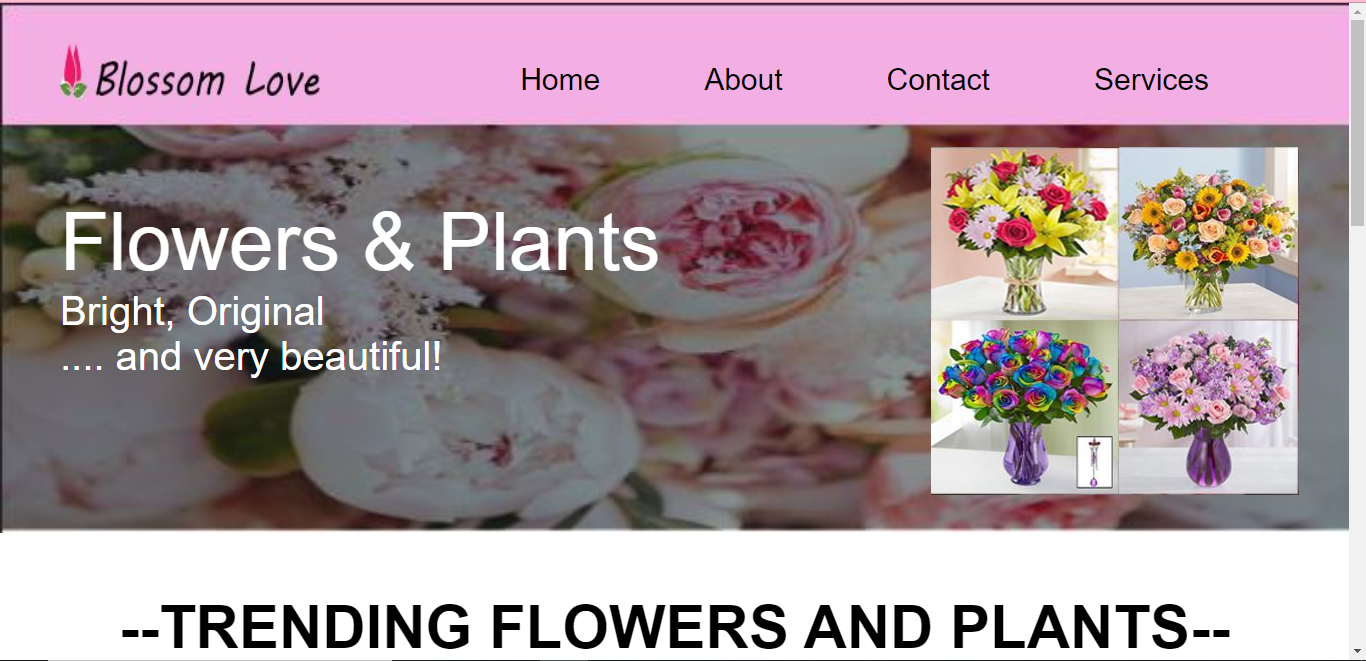 Blossom Love
Home About Contact Services
Flowers & Plants
Bright, Original
.... and very beautiful!
--TRENDING FLOWERS AND PLANTS--